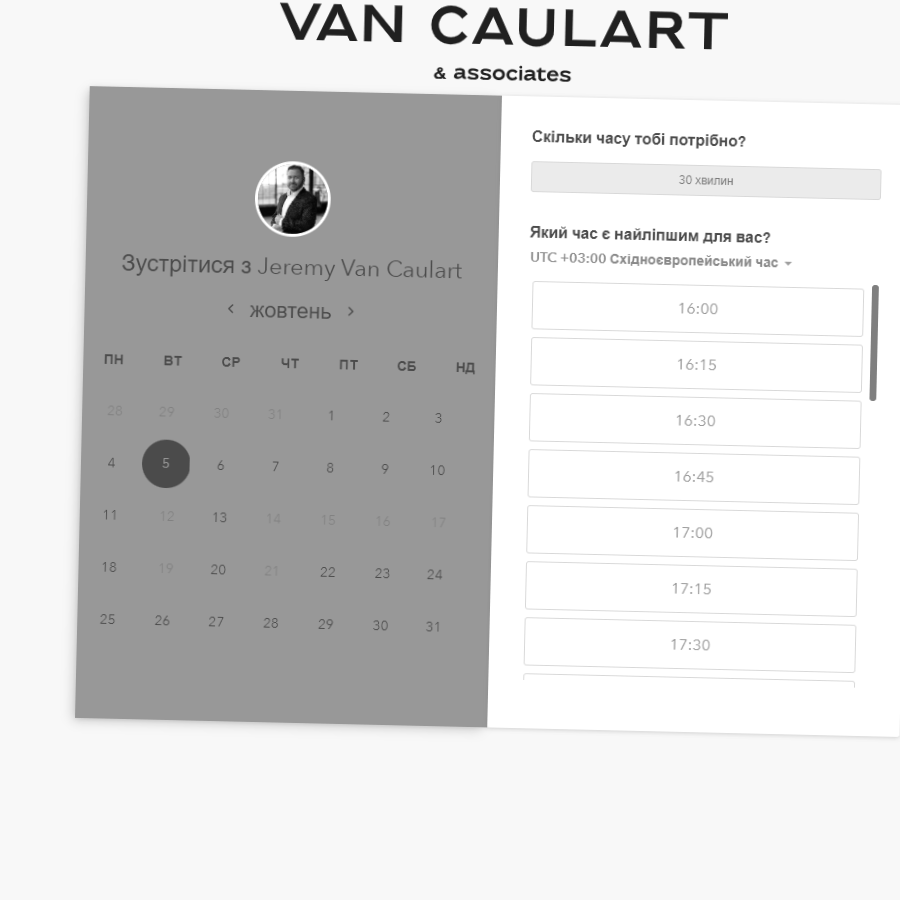 VAN CAULART
& associates
Зустрітися з Jeremy Van Caulart
жовтень
ПН ВТ СР ЧТ ПТ СБ НД
28 29 30 31 1 2 3
4 5 6 7 8 9 10
11 12 13 14 15 16 17
18 19 20 21 22 23 24
25 26 27 28 29 30 31
Скільки часу тобі потрібно?
30 хвилин
Який час є найліпшим для вас?
UTC +03:00 Східноєвропейський час
16:00
16:15
16:30
16:45
17:00
17:15
17:30